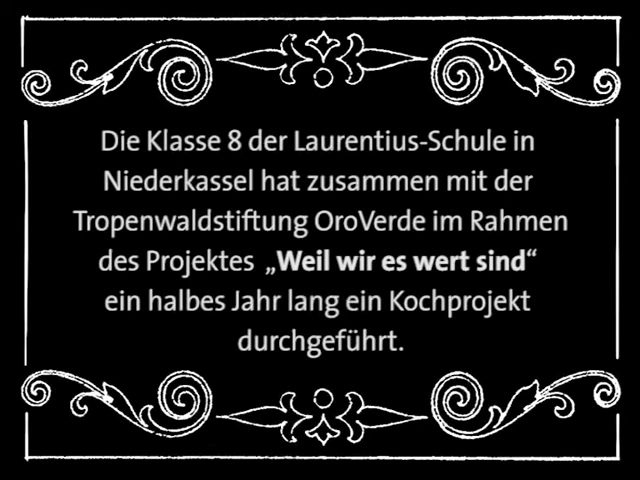 Die Klasse 8 der Laurentius-Schule in
Niederkassel hat zusammen mit der
Tropenwaldstiftung OroVerde im Rahmen
des Projektes „Weil wir es wert sind“
ein halbes Jahr lang ein Kochprojekt
durchgeführt.